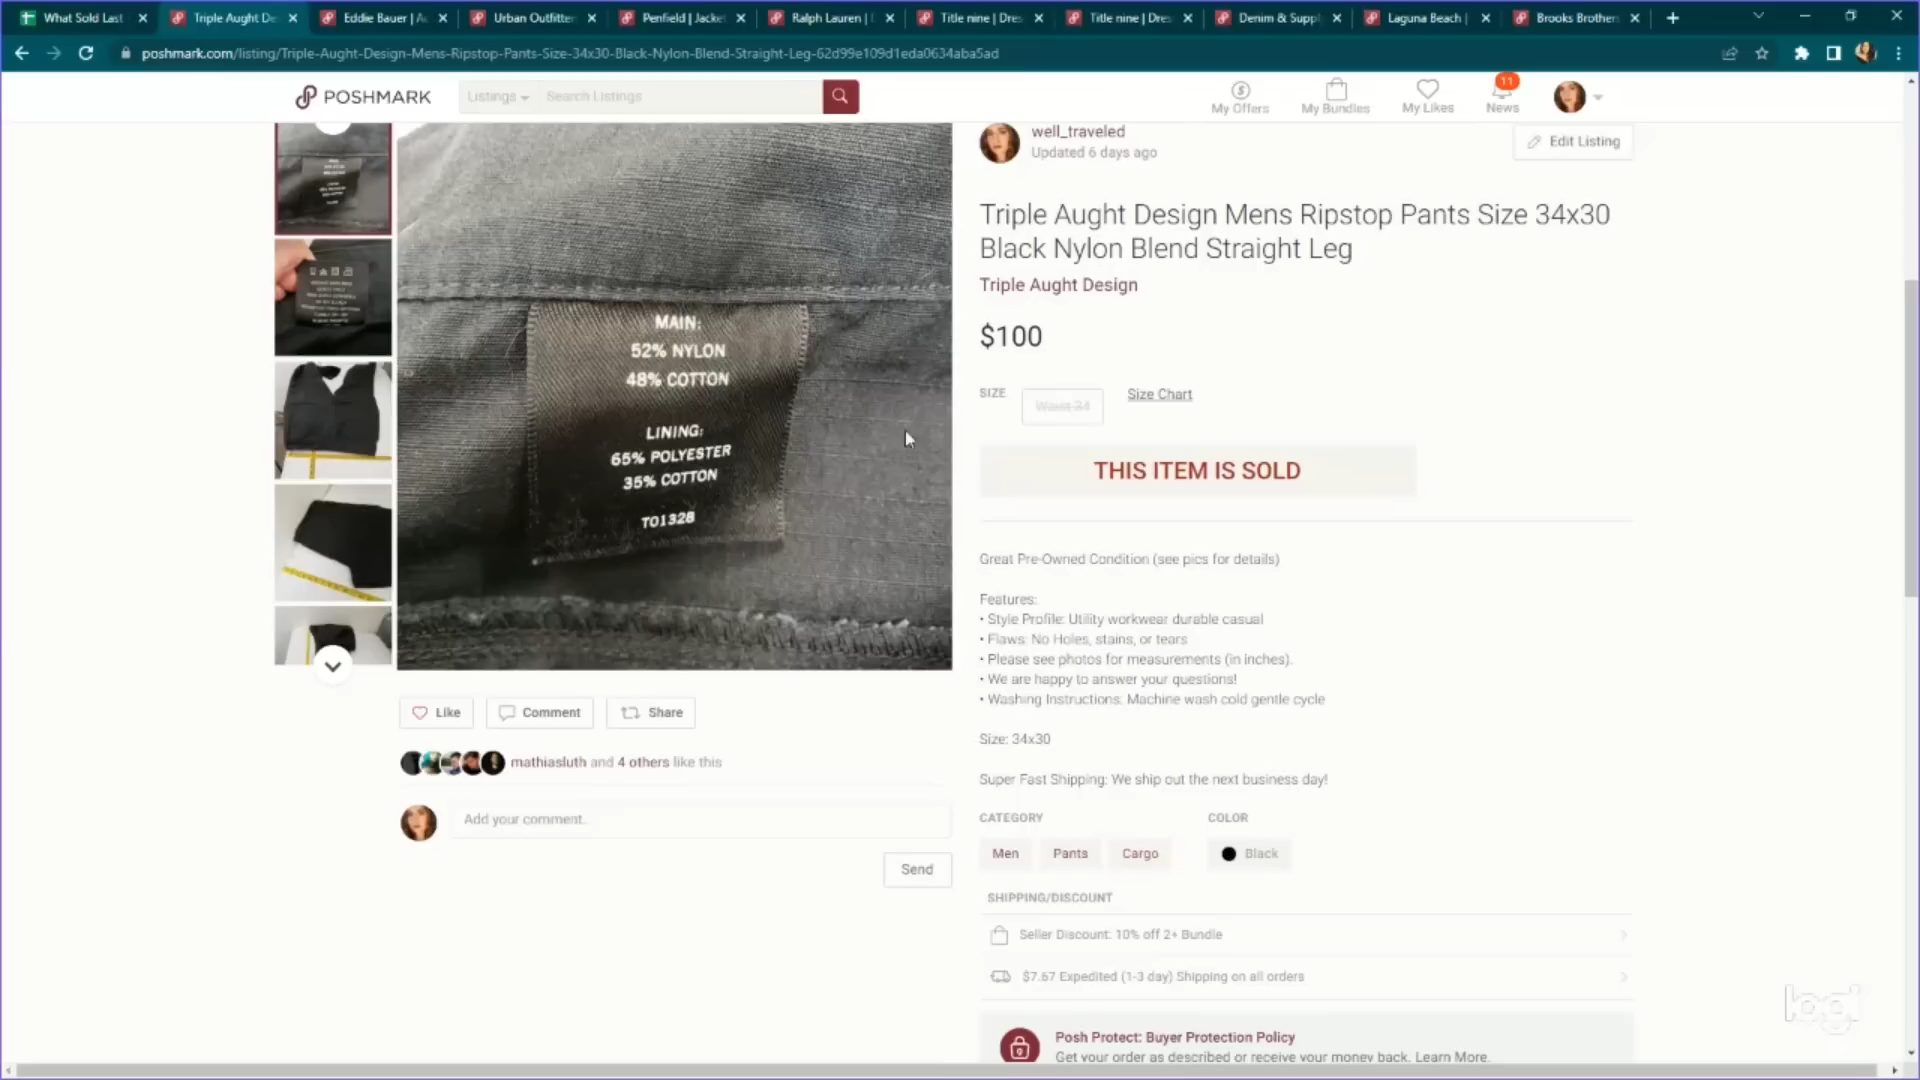 What Sold Last
Triple Aught De
Eddie Bauer | A
Urban Outfitter
Penfield | Jacke
Ralph Lauren |
Title nine | Dres
Title nine | Dres
Denim & Suppl
Laguna Beach |
Brooks Brother
poshmark.com/listing/Triple-Aught-Design-Mens-Ripstop-Pants-Size-34x30-Black-Nylon-Blend-Straight-Leg-62d99e109d1eda0634aba5ad
POSHMARK
Listings
Search Listings
My Offers
My Bundles
My Likes
11
News
well_traveled
Updated 6 days ago
Edit Listing
Triple Aught Design Mens Ripstop Pants Size 34x30
Black Nylon Blend Straight Leg
Triple Aught Design
$100
SIZE
Waist 34
Size Chart
THIS ITEM IS SOLD
MAIN:
52% NYLON
48% COTTON
LINING:
65% POLYESTER
35% COTTON
TO1328
Great Pre-Owned Condition (see pics for details)
Features:
• Style Profile: Utility workwear durable casual
• Flaws: No Holes, stains, or tears
• Please see photos for measurements (in inches).
• We are happy to answer your questions!
• Washing Instructions: Machine wash cold gentle cycle
Size: 34x30
Super Fast Shipping: We ship out the next business day!
Like
Comment
Share
mathiasluth and 4 others like this
Add your comment.
Send
CATEGORY
COLOR
Men
Pants
Cargo
Black
SHIPPING/DISCOUNT
Seller Discount: 10% off 2+ Bundle
$7.67 Expedited (1-3 day) Shipping on all orders
Posh Protect: Buyer Protection Policy
Get your order as described or receive your money back. Learn More.
logi